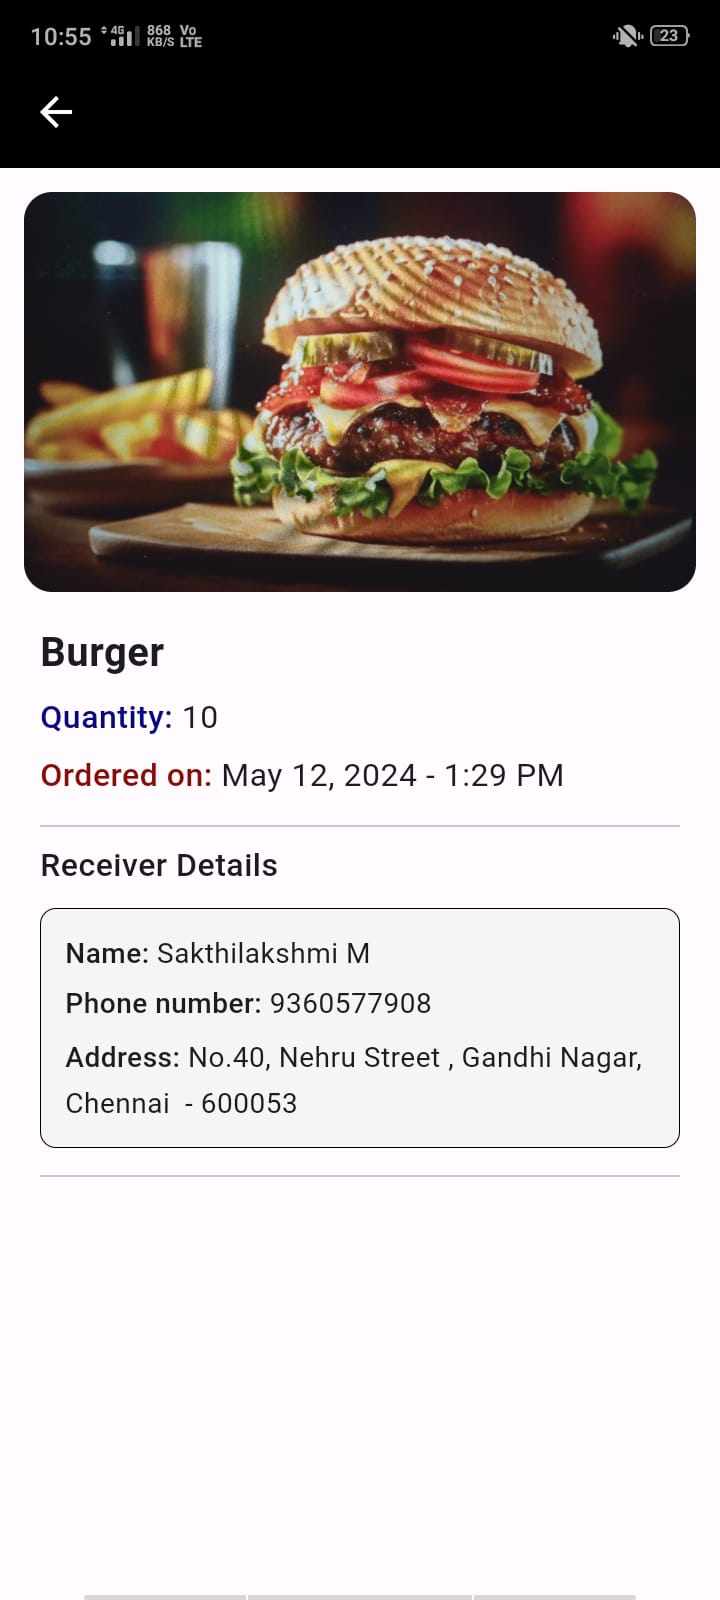 10:55 4G 868 KB/S Vo LTE 23
Burger
Quantity: 10
Ordered on: May 12, 2024 - 1:29 PM
Receiver Details
Name: Sakthilakshmi M
Phone number: 9360577908
Address: No.40, Nehru Street , Gandhi Nagar,
Chennai  - 600053